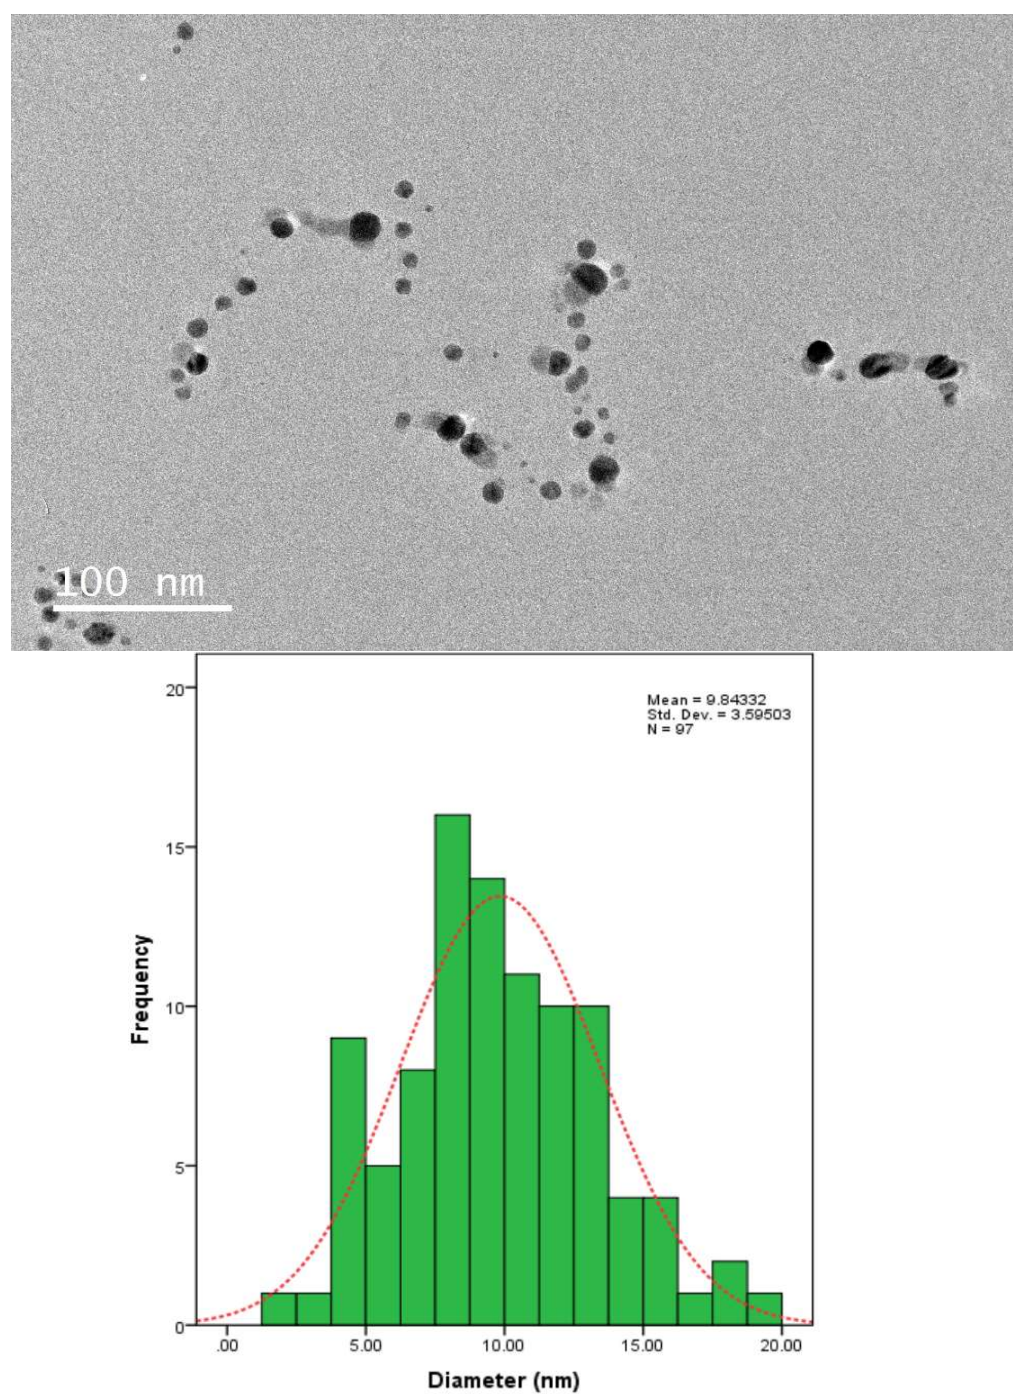 100 nm
Mean = 9.84332
Std. Dev. = 3.59503
N = 97
20
15
10
5
0
Frequency
.00 5.00 10.00 15.00 20.00
Diameter (nm)